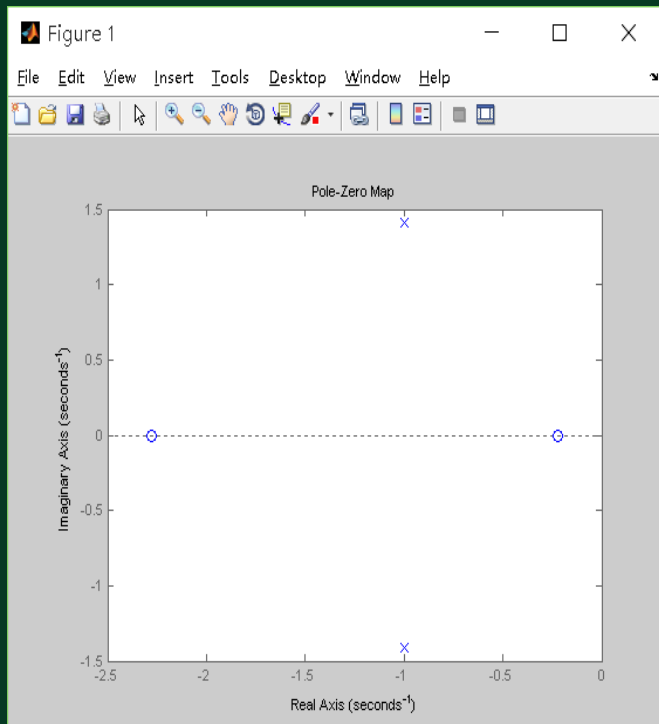 Figure 1
File Edit View Insert Tools Desktop Window Help
Pole-Zero Map
1.5
1
0.5
0
-0.5
-1
-1.5
-2.5 -2 -1.5 -1 -0.5 0
Imaginary Axis (seconds⁻¹)
Real Axis (seconds⁻¹)